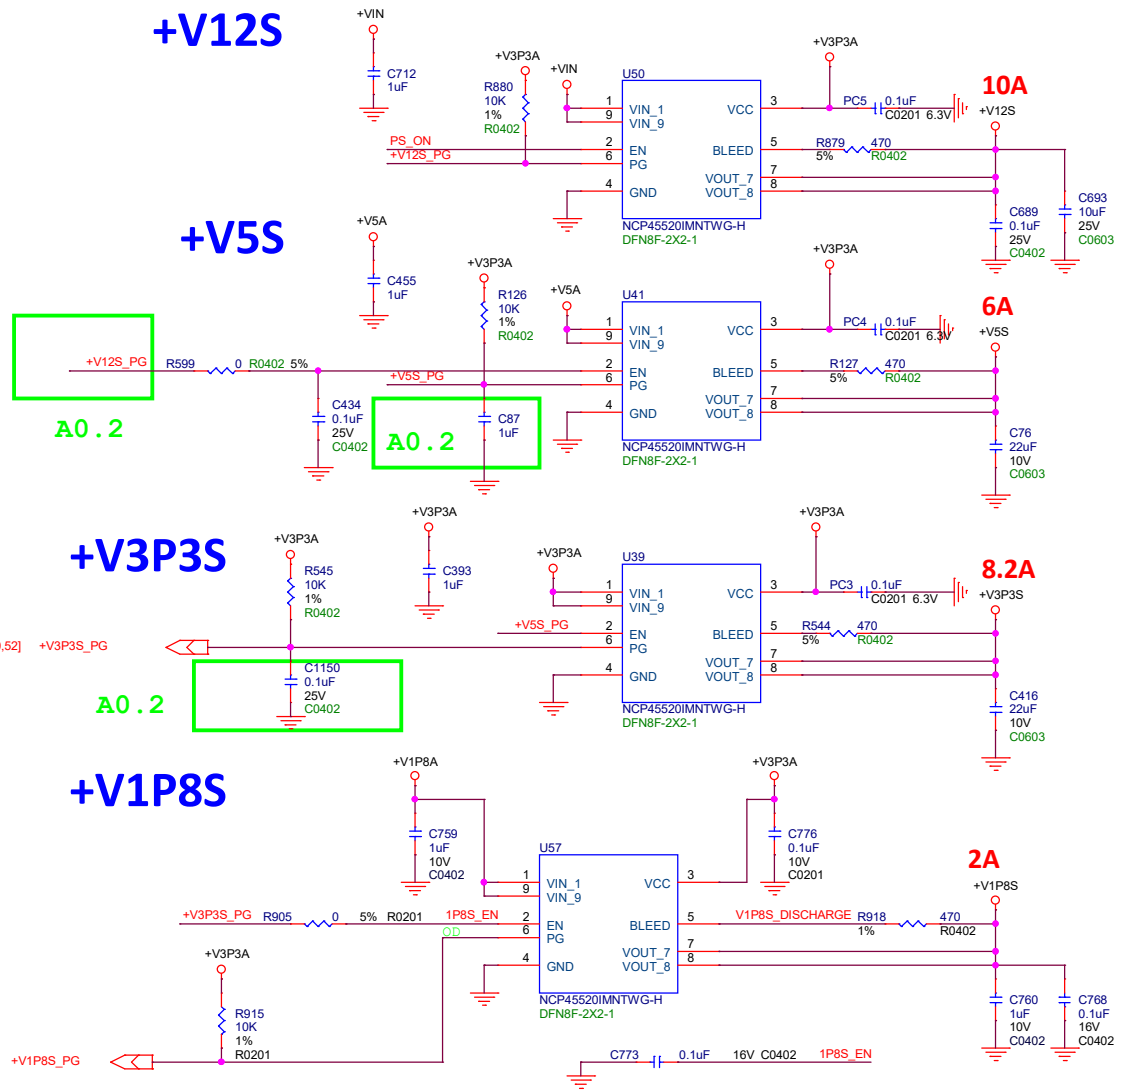 +V12S
+VIN
C712
1uF
+V3P3A
R880
10K
1%
R0402
+VIN
PS_ON
+V12S_PG
U50
1 VIN_1
9 VIN_9
2 EN
6 PG
4 GND
VCC 3
BLEED 5
VOUT_7 7
VOUT_8 8
NCP45520IMNTWG-H
DFN8F-2X2-1
+V3P3A
PC5 0.1uF
C0201 6.3V
R879 470
5% R0402
10A
+V12S
C689
0.1uF
25V
C0402
C693
10uF
25V
C0603
+V5S
+V5A
C455
1uF
+V3P3A
R126
10K
1%
R0402
+V5A
+V12S_PG
R599 0 R0402 5%
A0.2
C434
0.1uF
25V
C0402
+V5S_PG
A0.2
C87
1uF
U41
1 VIN_1
9 VIN_9
2 EN
6 PG
4 GND
VCC 3
BLEED 5
VOUT_7 7
VOUT_8 8
NCP45520IMNTWG-H
DFN8F-2X2-1
+V3P3A
PC4 0.1uF
C0201 6.3V
R127 470
5% R0402
6A
+V5S
C76
22uF
10V
C0603
+V3P3S
+V3P3A
R545
10K
1%
R0402
+V3P3A
C393
1uF
+V3P3A
+V5S_PG
,52] +V3P3S_PG
A0.2
C1150
0.1uF
25V
C0402
U39
1 VIN_1
9 VIN_9
2 EN
6 PG
4 GND
VCC 3
BLEED 5
VOUT_7 7
VOUT_8 8
NCP45520IMNTWG-H
DFN8F-2X2-1
+V3P3A
PC3 0.1uF
C0201 6.3V
R544 470
5% R0402
8.2A
+V3P3S
C416
22uF
10V
C0603
+V1P8S
+V1P8A
C759
1uF
10V
C0402
+V3P3S_PG R905 0 5% R0201 1P8S_EN
OD
U57
1 VIN_1
9 VIN_9
2 EN
6 PG
4 GND
VCC 3
BLEED 5
VOUT_7 7
VOUT_8 8
NCP45520IMNTWG-H
DFN8F-2X2-1
+V3P3A
C776
0.1uF
10V
C0201
V1P8S_DISCHARGE R918 470
1% R0402
2A
+V1P8S
C760
1uF
10V
C0402
C768
0.1uF
16V
C0402
+V3P3A
R915
10K
1%
R0201
+V1P8S_PG
C773 0.1uF 16V C0402 1P8S_EN